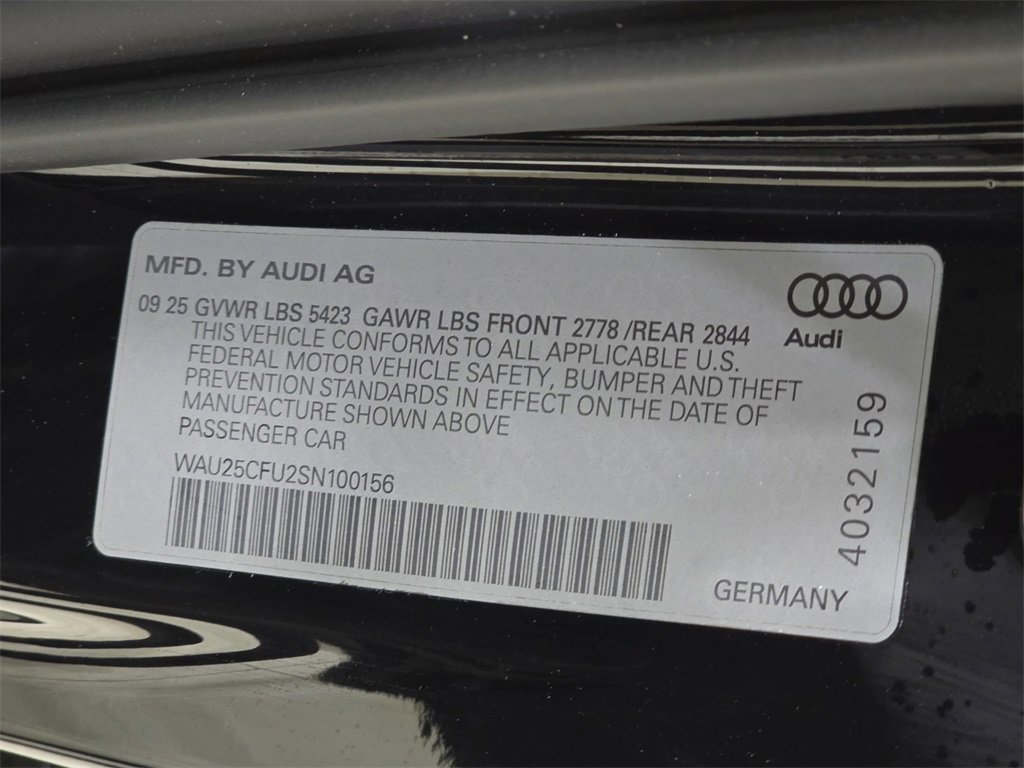 MFD. BY AUDI AG
09 25 GVWR LBS 5423 GAWR LBS FRONT 2778 /REAR 2844
THIS VEHICLE CONFORMS TO ALL APPLICABLE U.S.
FEDERAL MOTOR VEHICLE SAFETY, BUMPER AND THEFT
PREVENTION STANDARDS IN EFFECT ON THE DATE OF
MANUFACTURE SHOWN ABOVE
PASSENGER CAR
WAU25CFU2SN100156
Audi
4032159
GERMANY